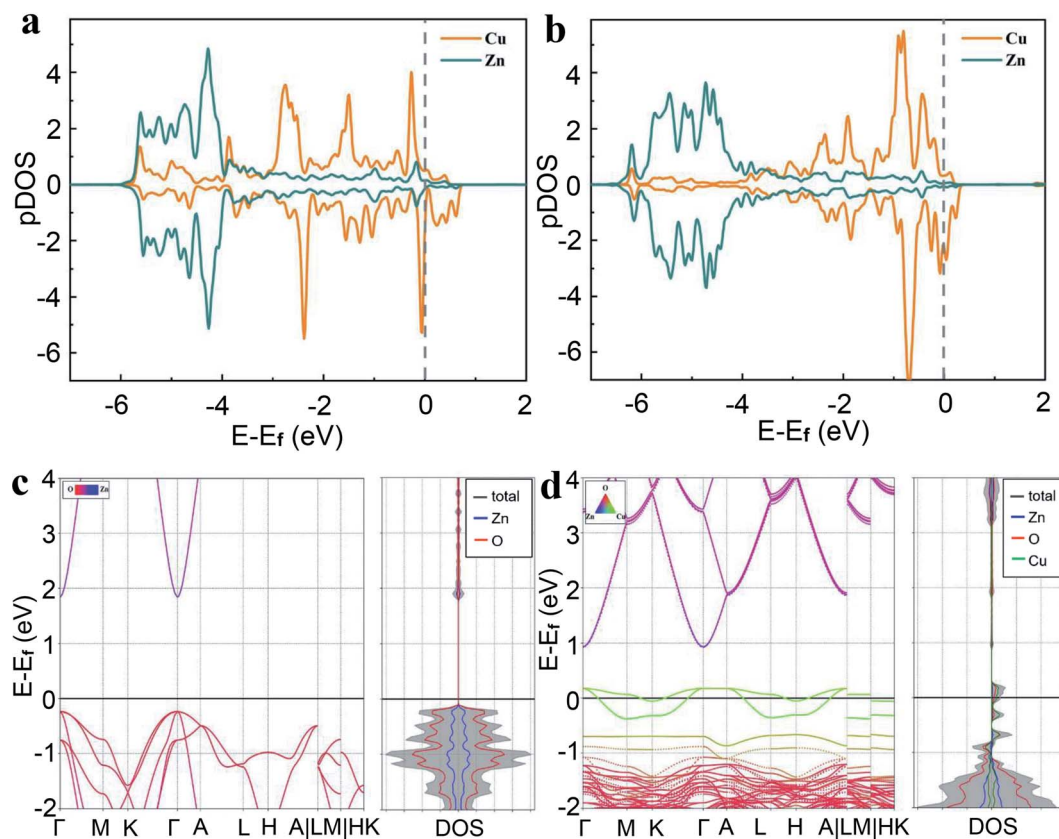 a
pDOS
4
2
0
-2
-4
-6
Cu
Zn
-6
-4
-2
0
2
E-Ef (eV)
b
pDOS
4
2
0
-2
-4
-6
Cu
Zn
-6
-4
-2
0
2
E-Ef (eV)
c
O Zn
E-Ef (eV)
4
3
2
1
0
-1
-2
Γ M K Γ A L H A|LM|HK
total
Zn
O
DOS
d
O
Zn Cu
E-Ef (eV)
4
3
2
1
0
-1
-2
Γ M K Γ A L H A|LM|HK
total
Zn
O
Cu
DOS